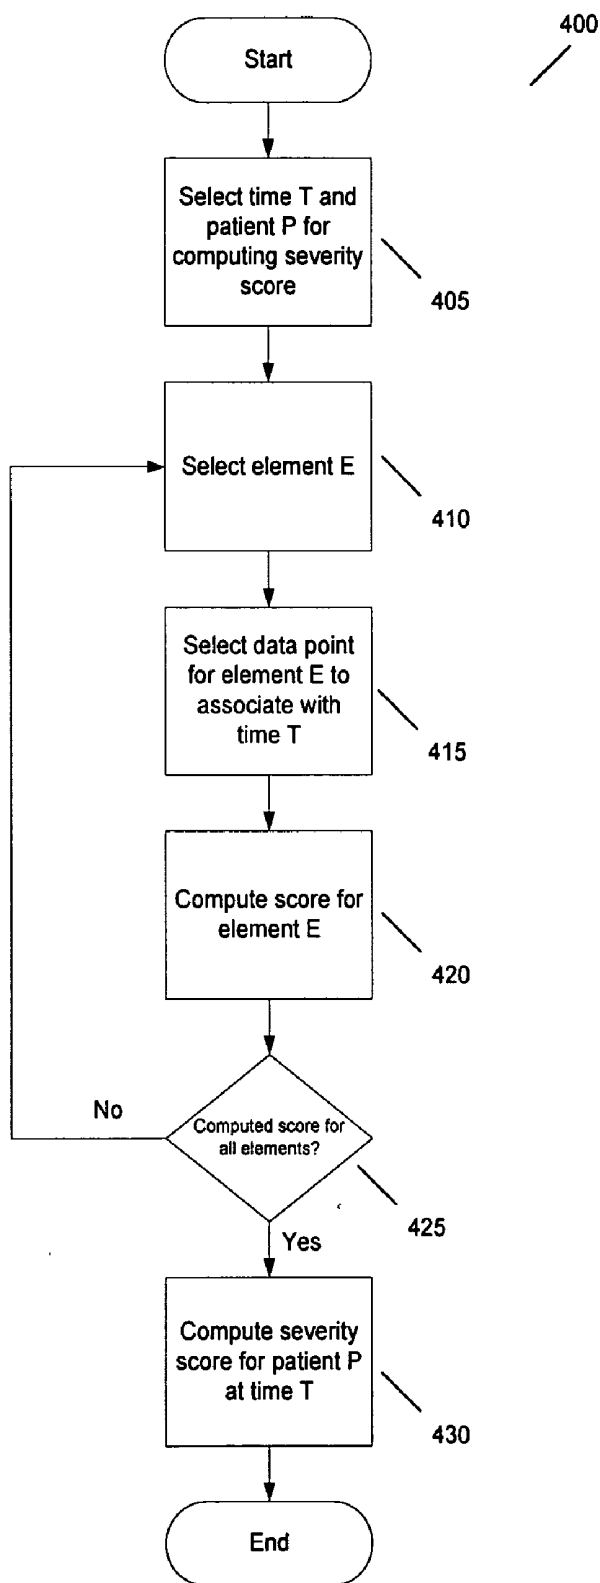 400
Start
Select time T and
patient P for
computing severity
score
405
Select element E
410
Select data point
for element E to
associate with
time T
415
Compute score for
element E
420
No
Computed score for
all elements?
425
Yes
Compute severity
score for patient P
at time T
430
End